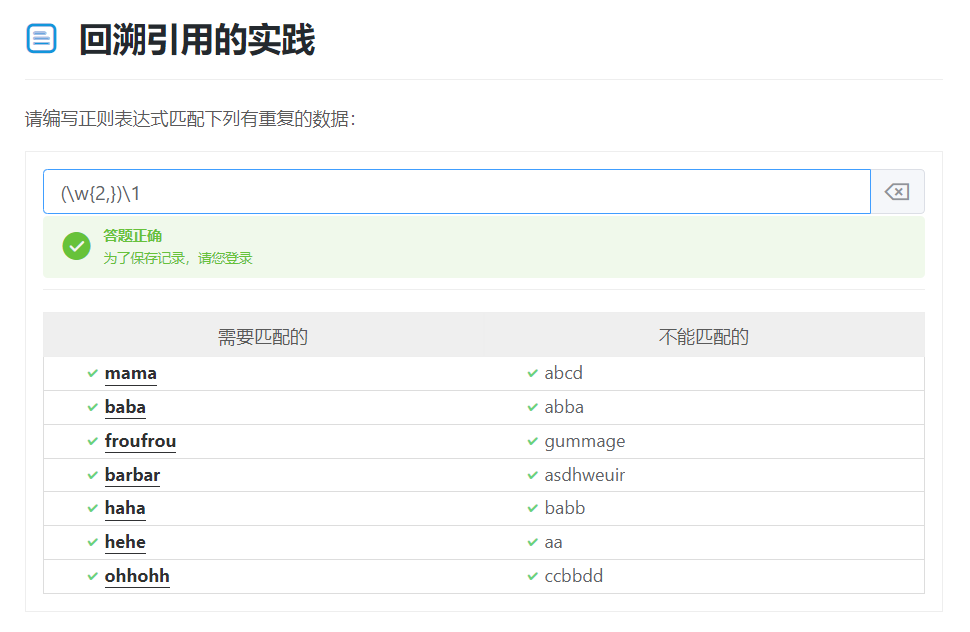 回溯引用的实践
请编写正则表达式匹配下列有重复的数据：
(\w{2,})\1
答题正确
为了保存记录，请您登录
需要匹配的 不能匹配的
mama abcd
baba abba
froufrou gummage
barbar asdhweuir
haha babb
hehe aa
ohhohh ccbbdd